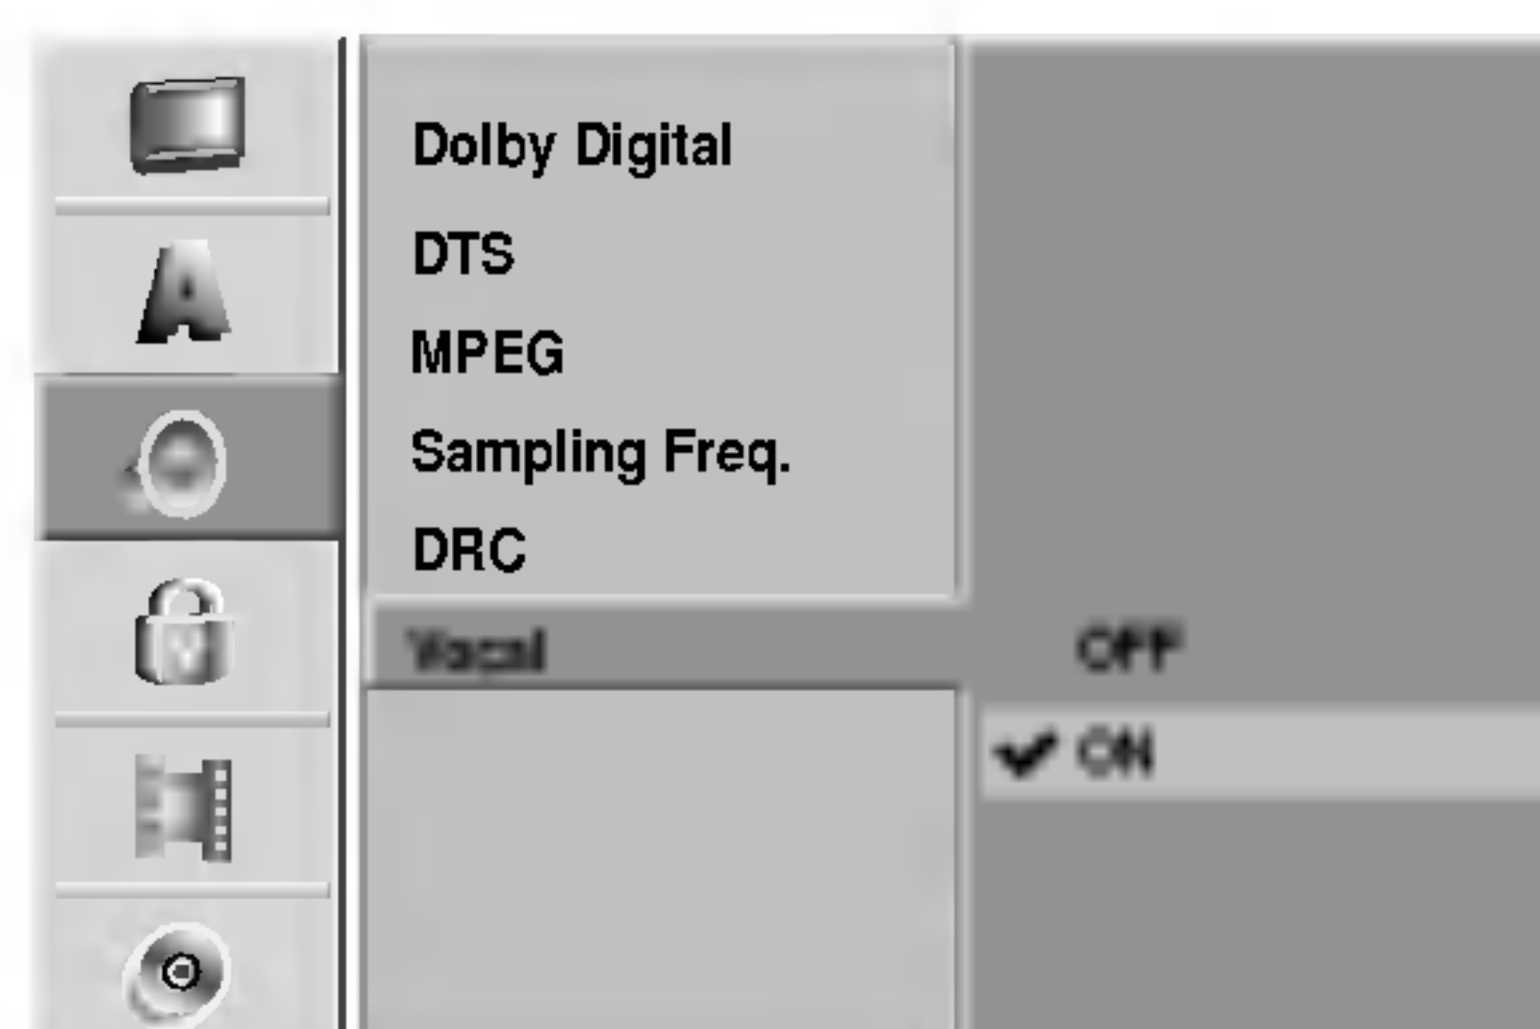 A
Dolby Digital
DTS
MPEG
Sampling Freq.
DRC
Vocal OFF
ON